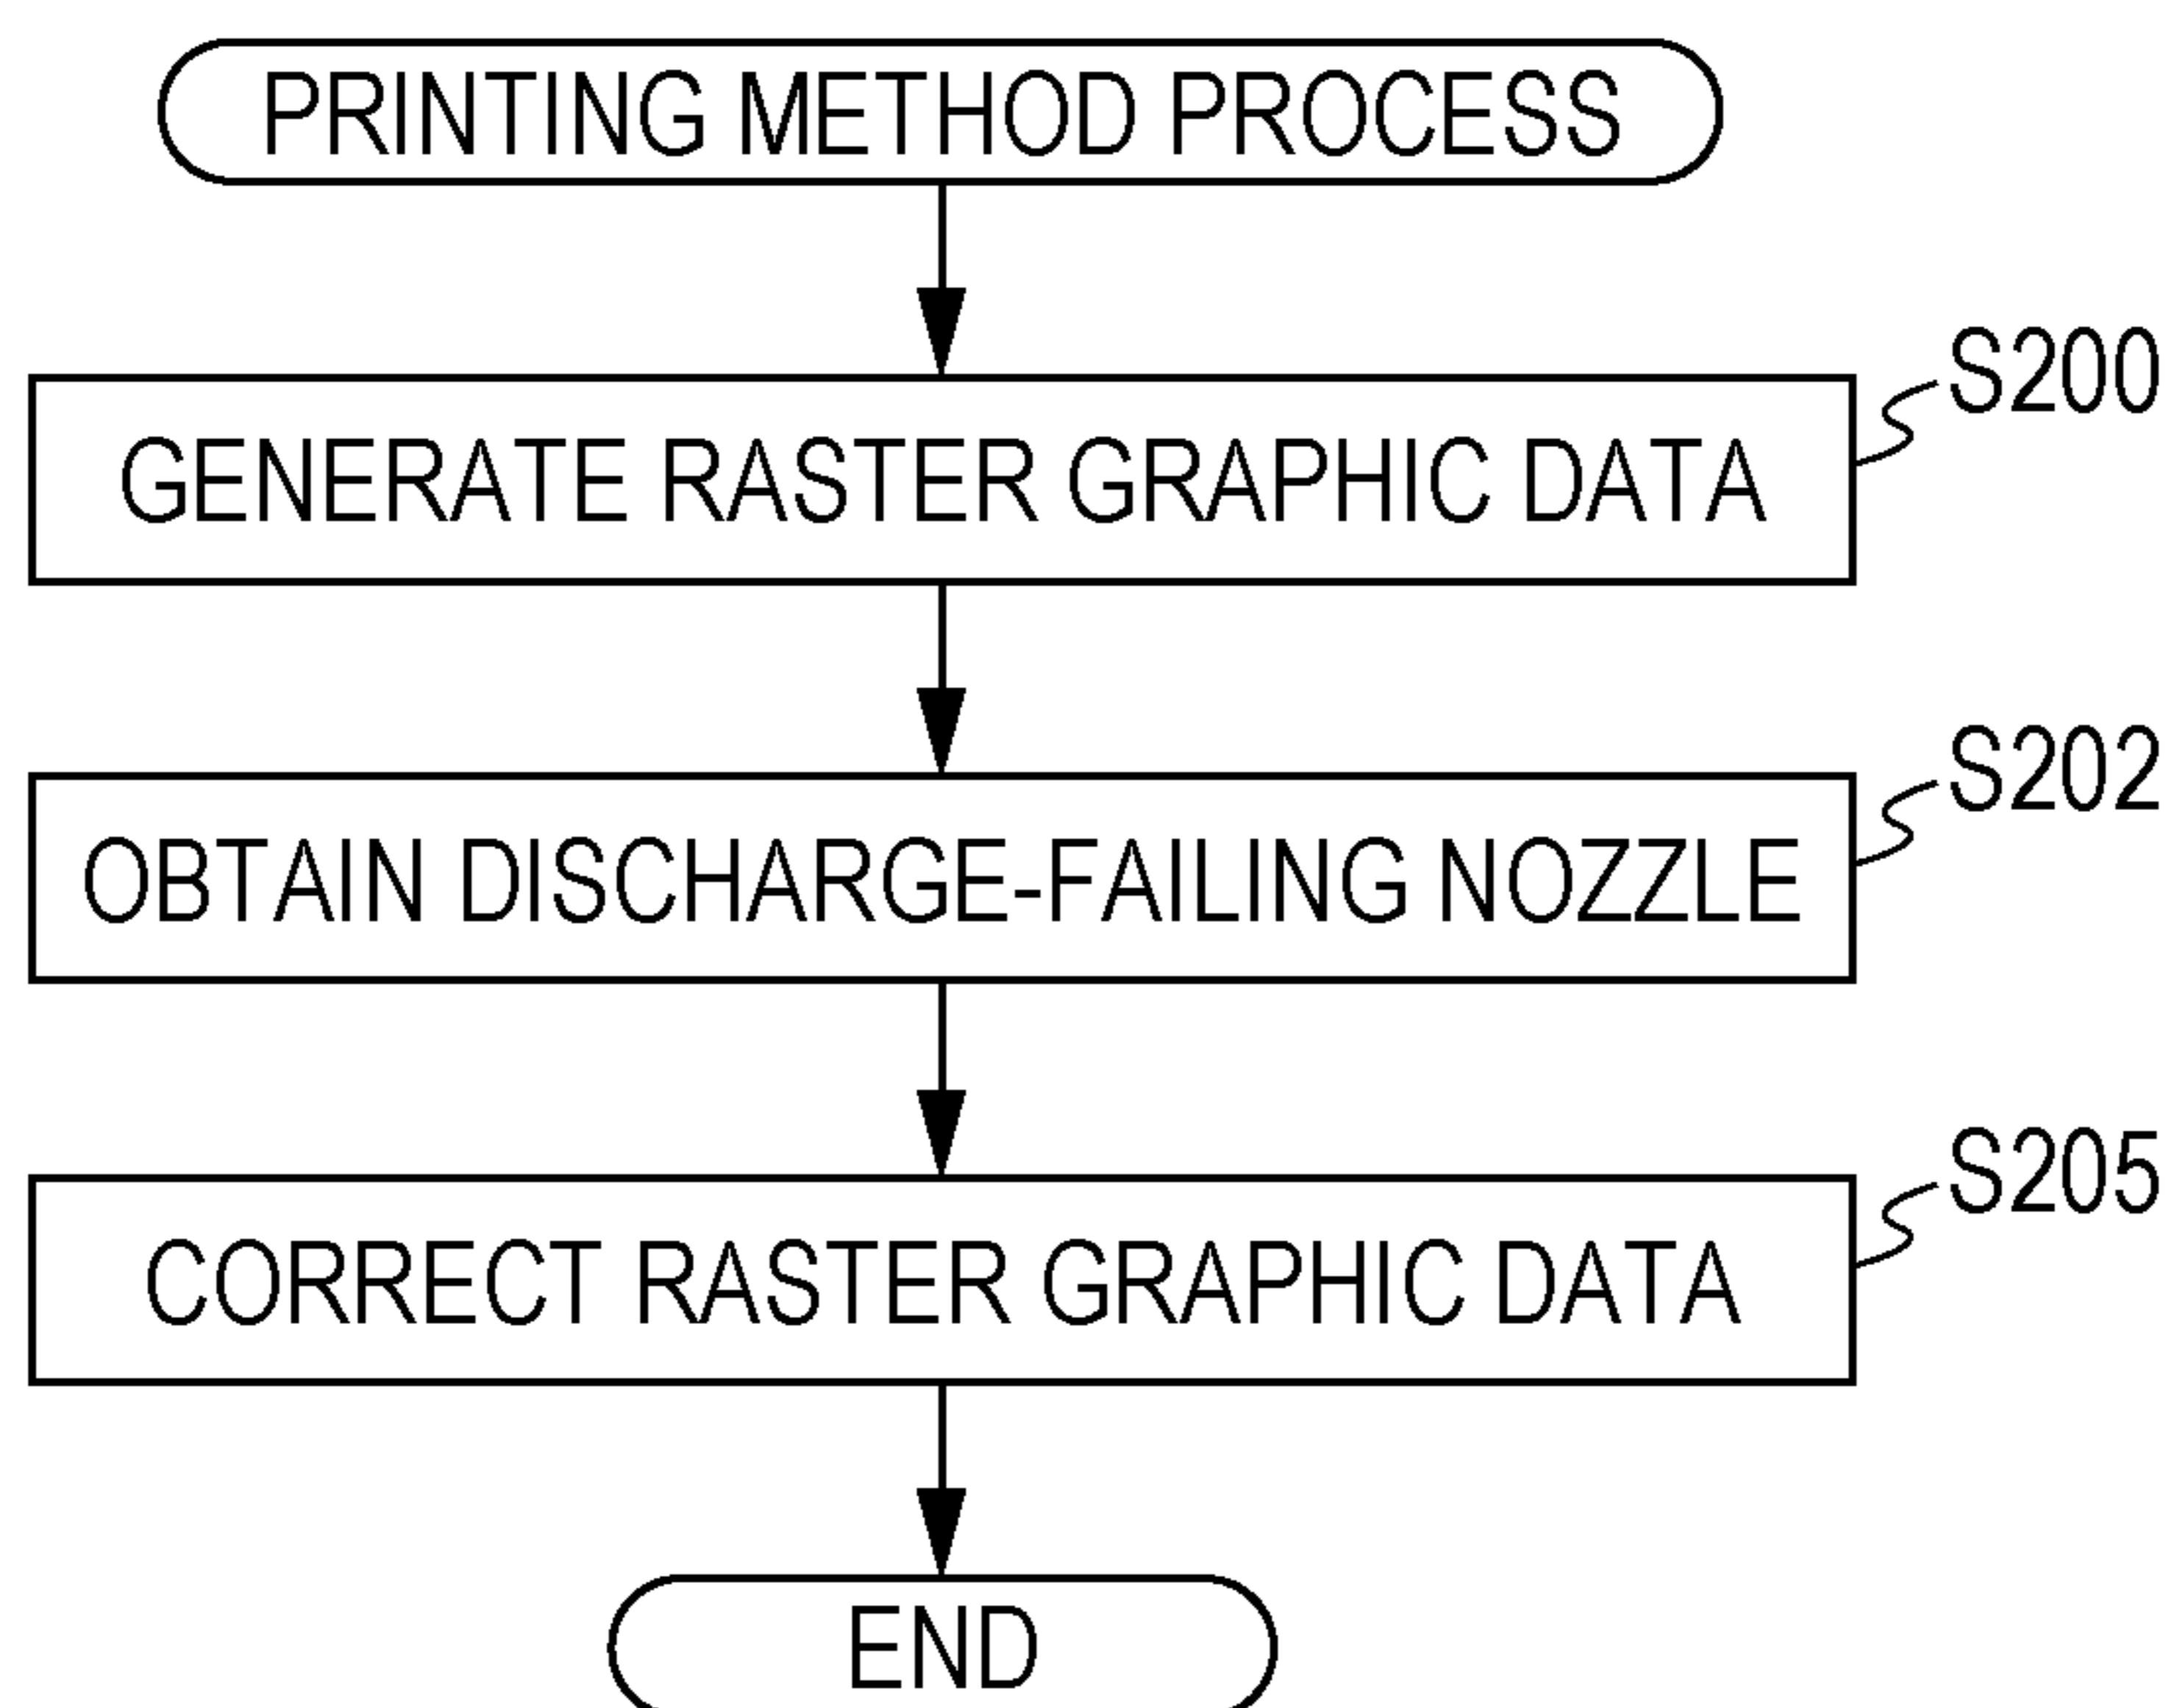 PRINTING METHOD PROCESS
S200
GENERATE RASTER GRAPHIC DATA
S202
OBTAIN DISCHARGE-FAILING NOZZLE
S205
CORRECT RASTER GRAPHIC DATA
END